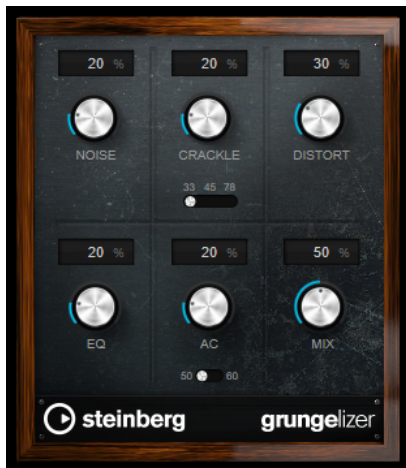 20 % 20 % 30 %
NOISE CRACKLE DISTORT
33 45 78
20 % 20 % 50 %
EQ AC MIX
50 60
steinberg grungelizer